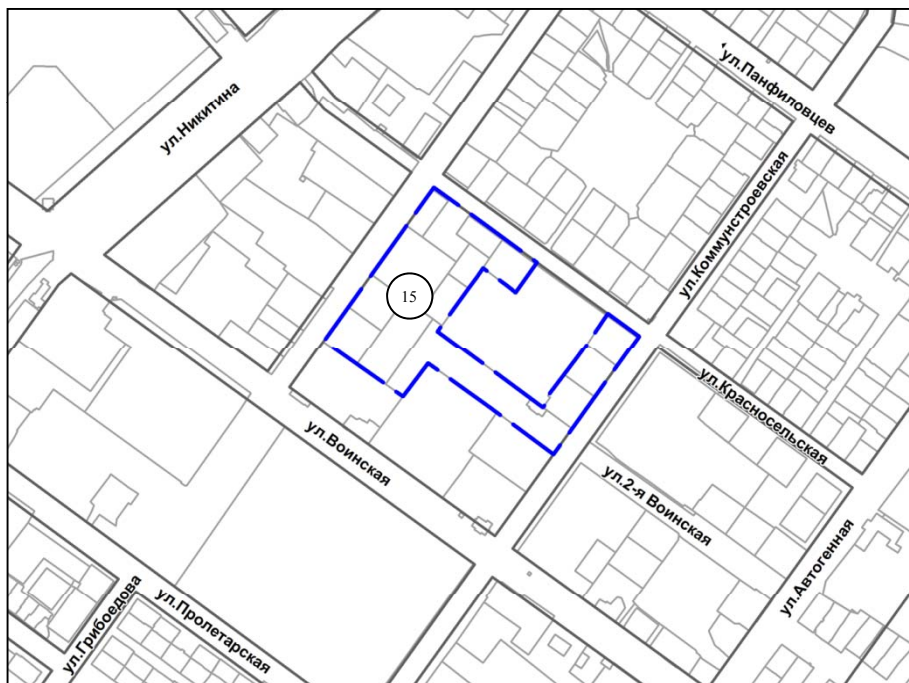 ул.Панфиловцев
ул.Никитина
ул.Коммунстроевская
15
ул.Красносельская
ул.Воинская
ул.2-я Воинская
ул.Автогенная
ул.Грибоедова
ул.Пролетарская